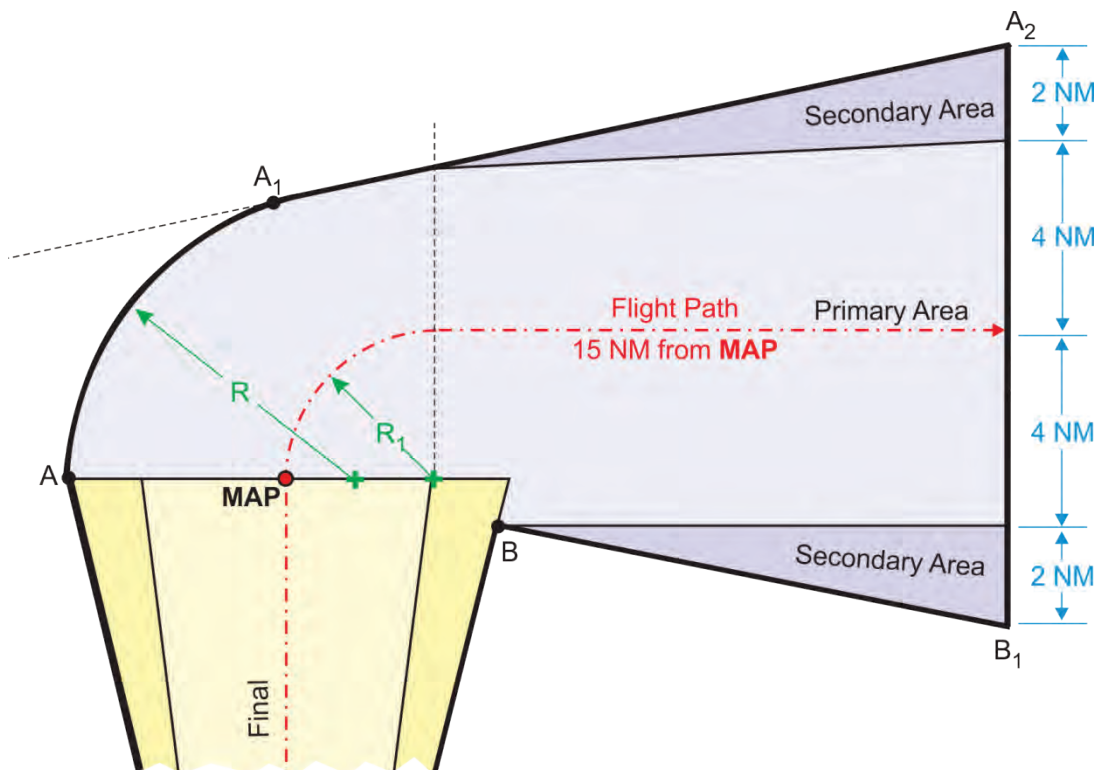 A2
2 NM
Secondary Area
A1
4 NM
Flight Path
Primary Area
15 NM from MAP
R
R1
4 NM
A
MAP
B
Secondary Area
2 NM
B1
Final